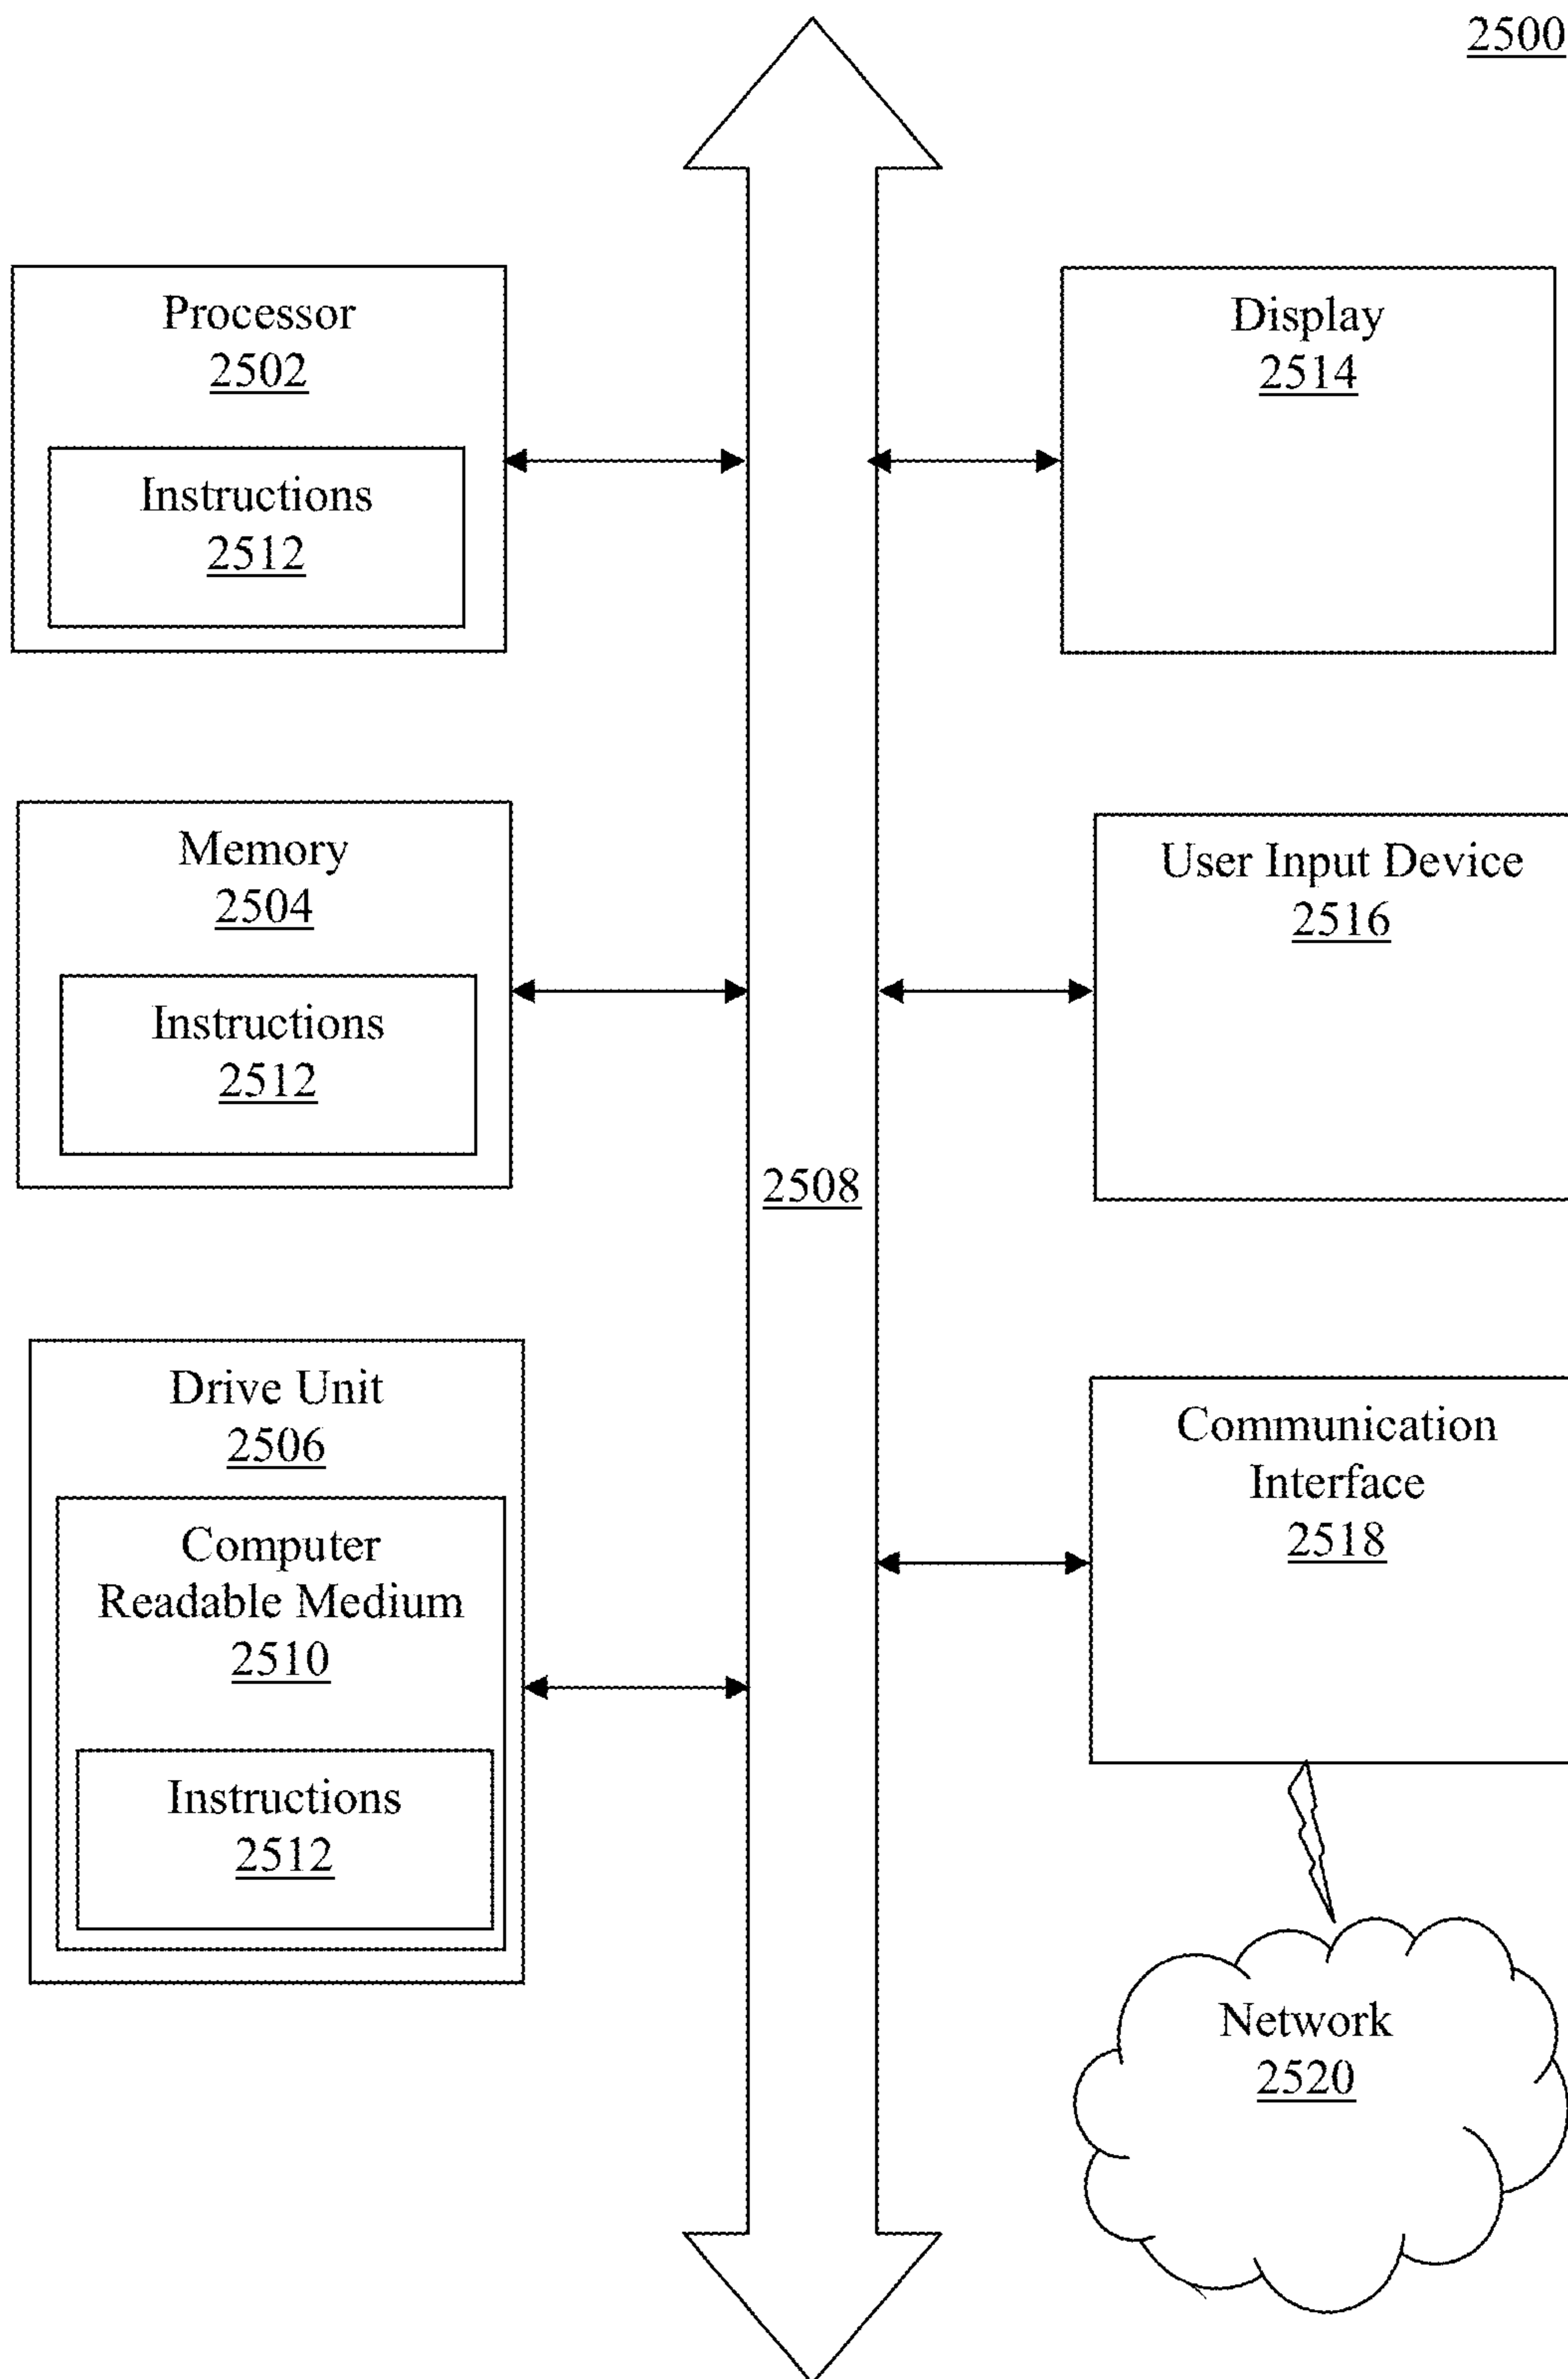 2500
Processor
2502
Instructions
2512
Memory
2504
Instructions
2512
Drive Unit
2506
Computer
Readable Medium
2510
Instructions
2512
2508
Display
2514
User Input Device
2516
Communication
Interface
2518
Network
2520